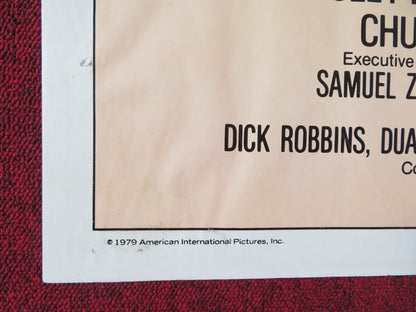 CHU
Executive
SAMUEL Z
DICK ROBBINS, DUA
Co
© 1979 American International Pictures, Inc.